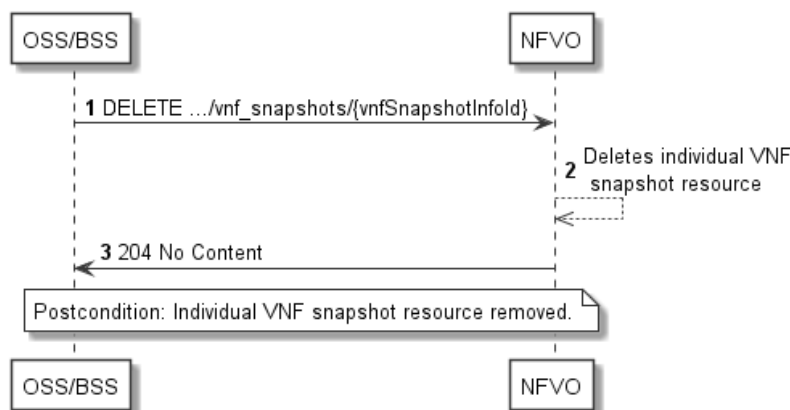 OSS/BSS
NFVO
1 DELETE .../vnf_snapshots/{vnfSnapshotInfoId}
2 Deletes individual VNF
snapshot resource
3 204 No Content
Postcondition: Individual VNF snapshot resource removed.
OSS/BSS
NFVO